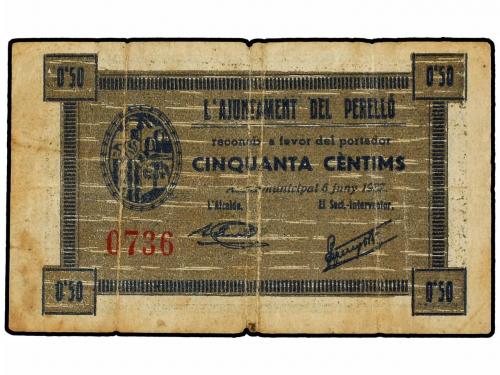 0'50 0'50
L'AJUNTAMENT DEL PERELLÓ
reconeix a favor del portador
CINQUANTA CÈNTIMS
municipal 6 juny 1937
L'Alcalde, El Secr.-Interventor,
0736
0'50 0'50